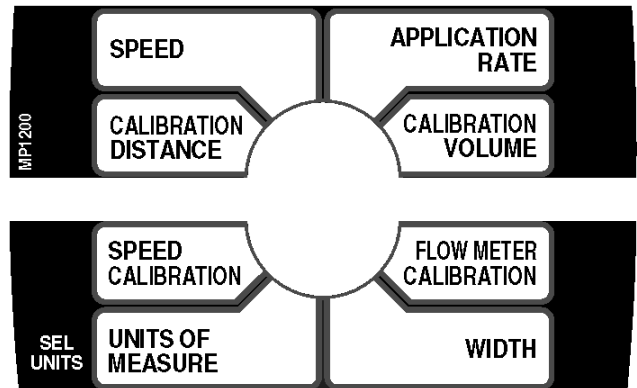 SPEED
APPLICATION
RATE
CALIBRATION
DISTANCE
CALIBRATION
VOLUME
MP1200
SPEED
CALIBRATION
FLOW METER
CALIBRATION
SEL
UNITS
UNITS OF
MEASURE
WIDTH